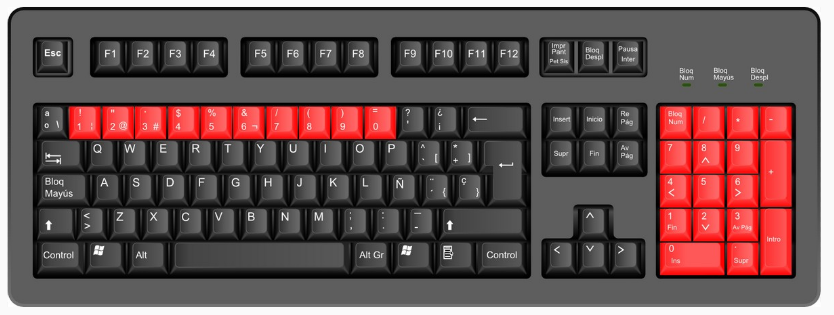 Esc F1 F2 F3 F4 F5 F6 F7 F8 F9 F10 F11 F12
Impr
Pant
Pet Sis
Bloq
Despl
Pausa
Inter
Bloq
Num
Bloq
Mayús
Bloq
Despl
a
o \
!
1 ¦
"
2 @
·
3 #
$
4
%
5
&
6 ¬
/
7
(
8
)
9
=
0
?
'
¿
¡
←
Insert
Inicio
Re
Pág
Bloq
Num
/
*
-
Q W E R T Y U I O P
^
` [
*
+ ]
Supr
Fin
Av
Pág
7
8
^
9
+
Bloq
Mayús
A S D F G H J K L Ñ
¨
´ {
ç
}
4
<
5
6
>
<
>
Z X C V B N M
;
,
:
.
_
-
^
1
Fin
2
3
Av Pág
Intro
Control
Alt
Alt Gr
Control
<
>
0
Ins
.
Supr